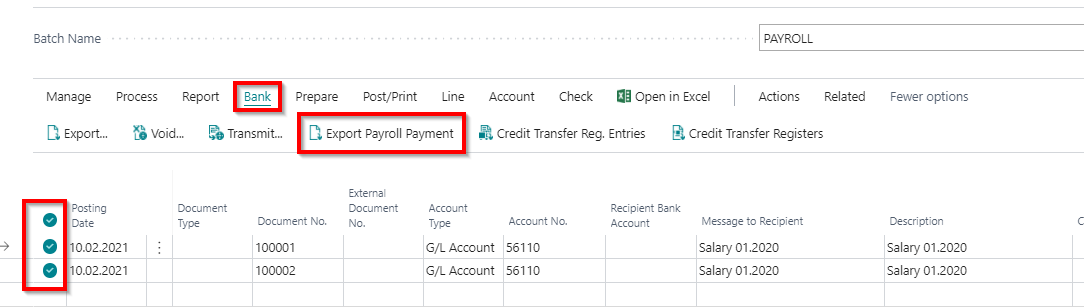 Batch Name PAYROLL
Manage Process Report Bank Prepare Post/Print Line Account Check Open in Excel Actions Related Fewer options
Export... Void... Transmit... Export Payroll Payment Credit Transfer Reg. Entries Credit Transfer Registers
Posting Date Document Type Document No. External Document No. Account Type Account No. Recipient Bank Account Message to Recipient Description
10.02.2021 100001 G/L Account 56110 Salary 01.2020 Salary 01.2020
10.02.2021 100002 G/L Account 56110 Salary 01.2020 Salary 01.2020